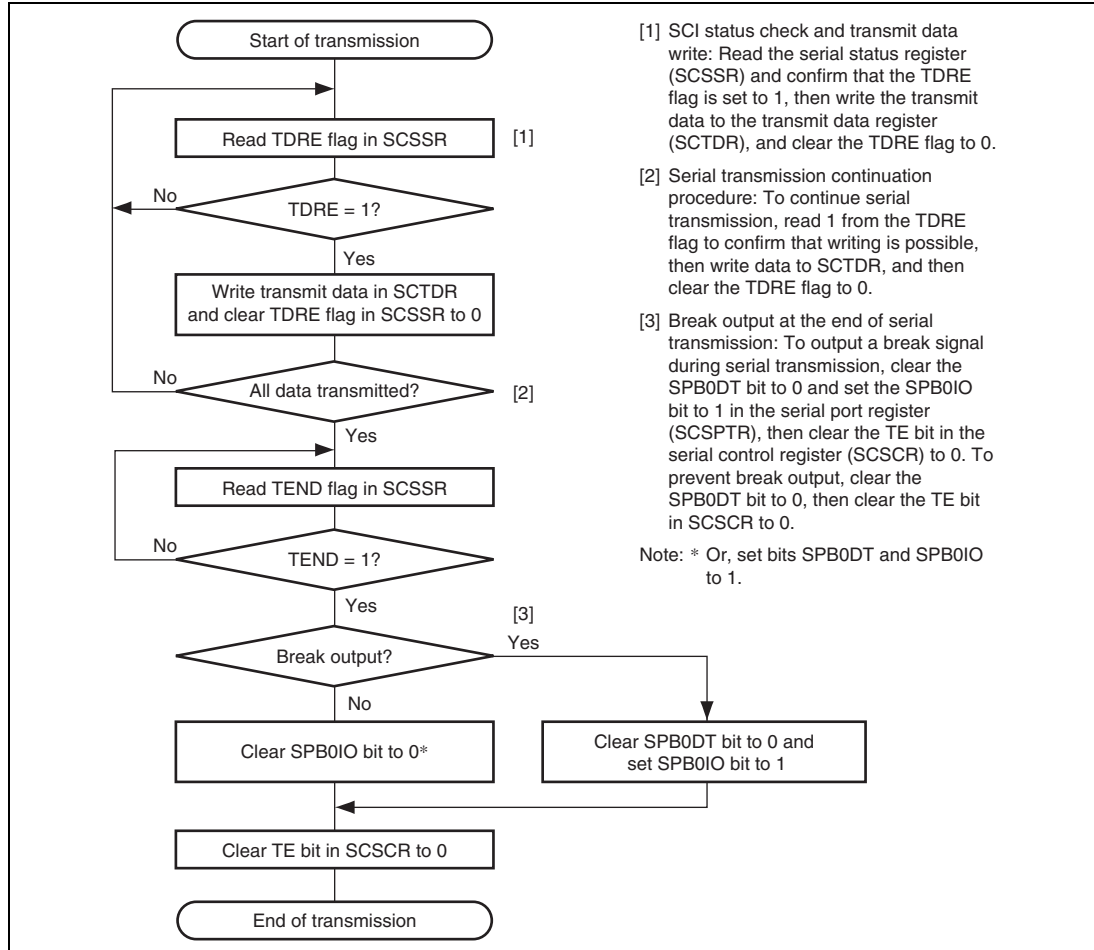 Start of transmission
Read TDRE flag in SCSSR
[1]
No
TDRE = 1?
Yes
Write transmit data in SCTDR
and clear TDRE flag in SCSSR to 0
No
All data transmitted?
[2]
Yes
Read TEND flag in SCSSR
No
TEND = 1?
Yes
[3]
Break output?
Yes
No
Clear SPB0IO bit to 0*
Clear SPB0DT bit to 0 and
set SPB0IO bit to 1
Clear TE bit in SCSCR to 0
End of transmission
[1] SCI status check and transmit data
write: Read the serial status register
(SCSSR) and confirm that the TDRE
flag is set to 1, then write the transmit
data to the transmit data register
(SCTDR), and clear the TDRE flag to 0.
[2] Serial transmission continuation
procedure: To continue serial
transmission, read 1 from the TDRE
flag to confirm that writing is possible,
then write data to SCTDR, and then
clear the TDRE flag to 0.
[3] Break output at the end of serial
transmission: To output a break signal
during serial transmission, clear the
SPB0DT bit to 0 and set the SPB0IO
bit to 1 in the serial port register
(SCSPTR), then clear the TE bit in the
serial control register (SCSCR) to 0. To
prevent break output, clear the
SPB0DT bit to 0, then clear the TE bit
in SCSCR to 0.
Note: * Or, set bits SPB0DT and SPB0IO
to 1.